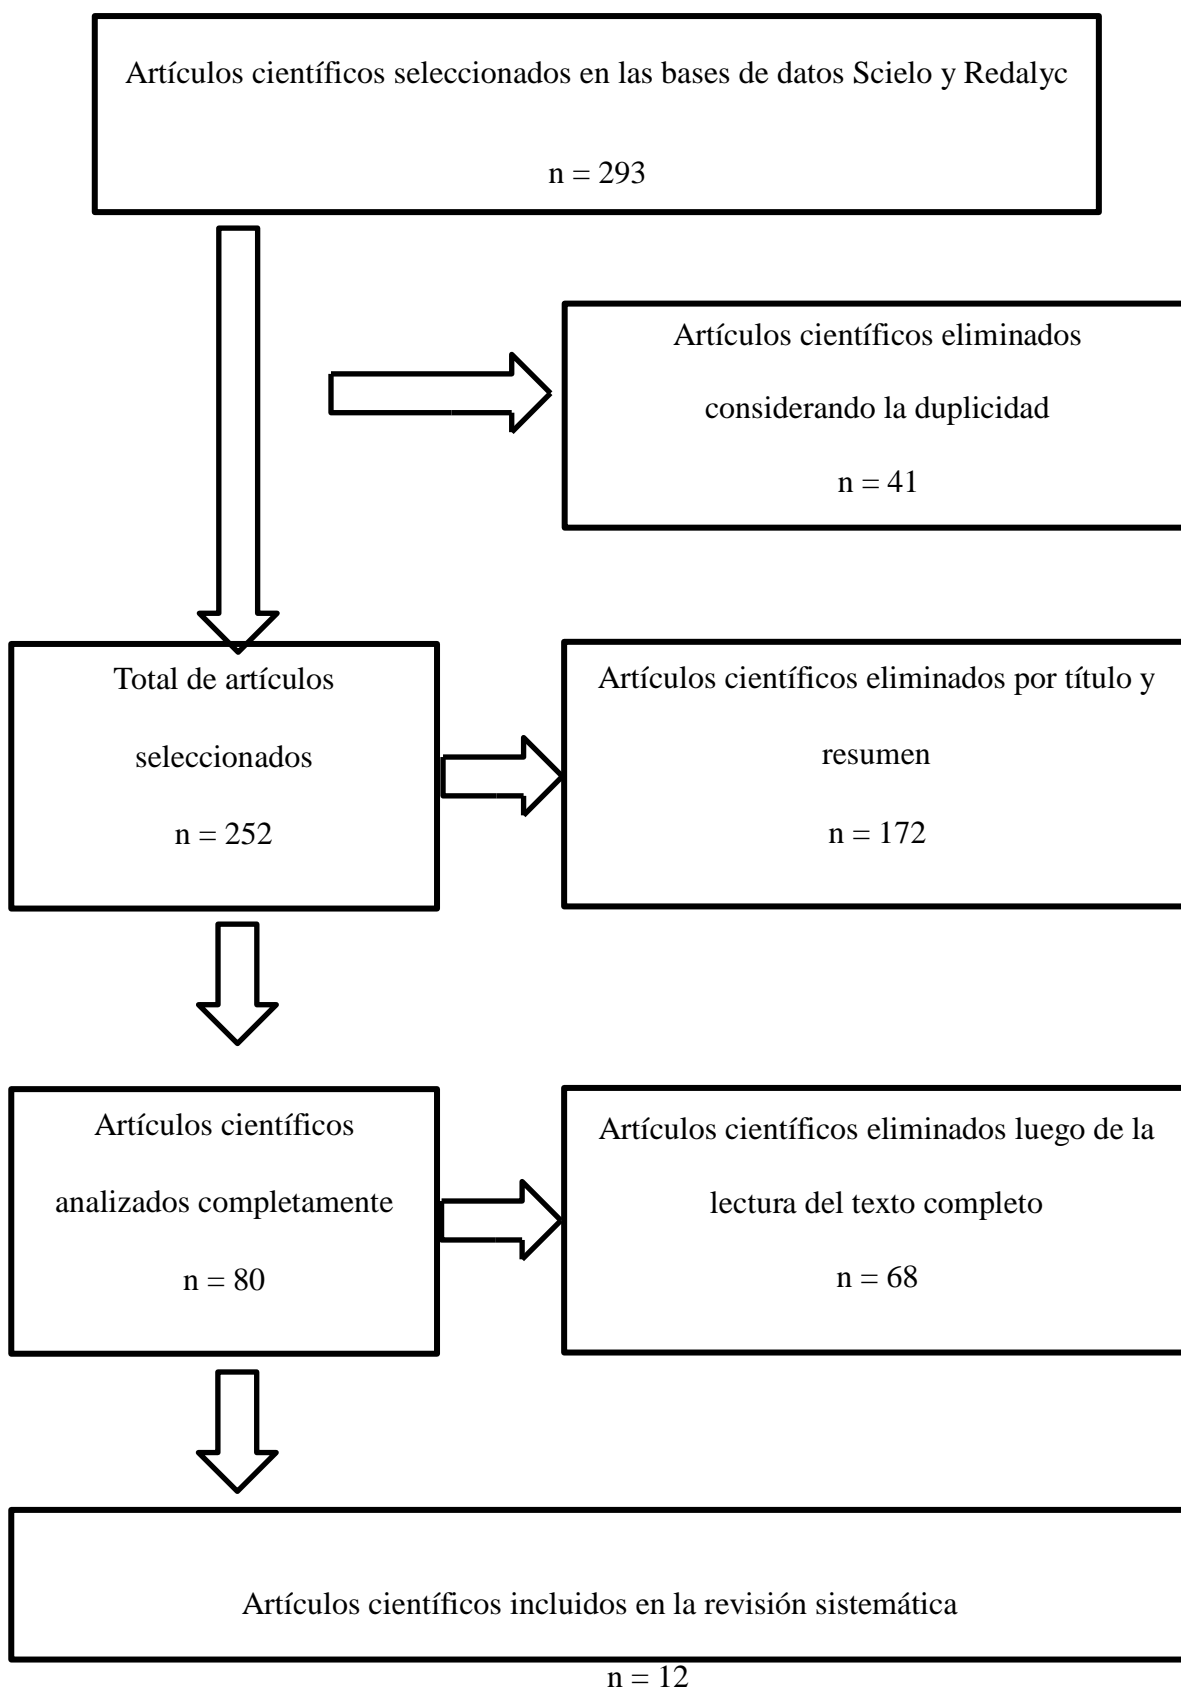 Artículos científicos seleccionados en las bases de datos Scielo y Redalyc
n = 293
Artículos científicos eliminados
considerando la duplicidad
n = 41
Total de artículos
seleccionados
n = 252
Artículos científicos eliminados por título y
resumen
n = 172
Artículos científicos
analizados completamente
n = 80
Artículos científicos eliminados luego de la
lectura del texto completo
n = 68
Artículos científicos incluidos en la revisión sistemática
n = 12